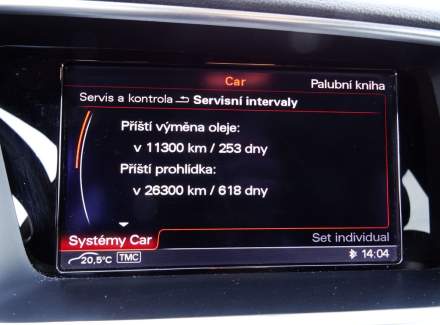 Car
Palubní kniha
Servis a kontrola Servisní intervaly
Příští výměna oleje:
v 11300 km / 253 dny
Příští prohlídka:
v 26300 km / 618 dny
Systémy Car
Set individual
20,5°C TMC 14:04